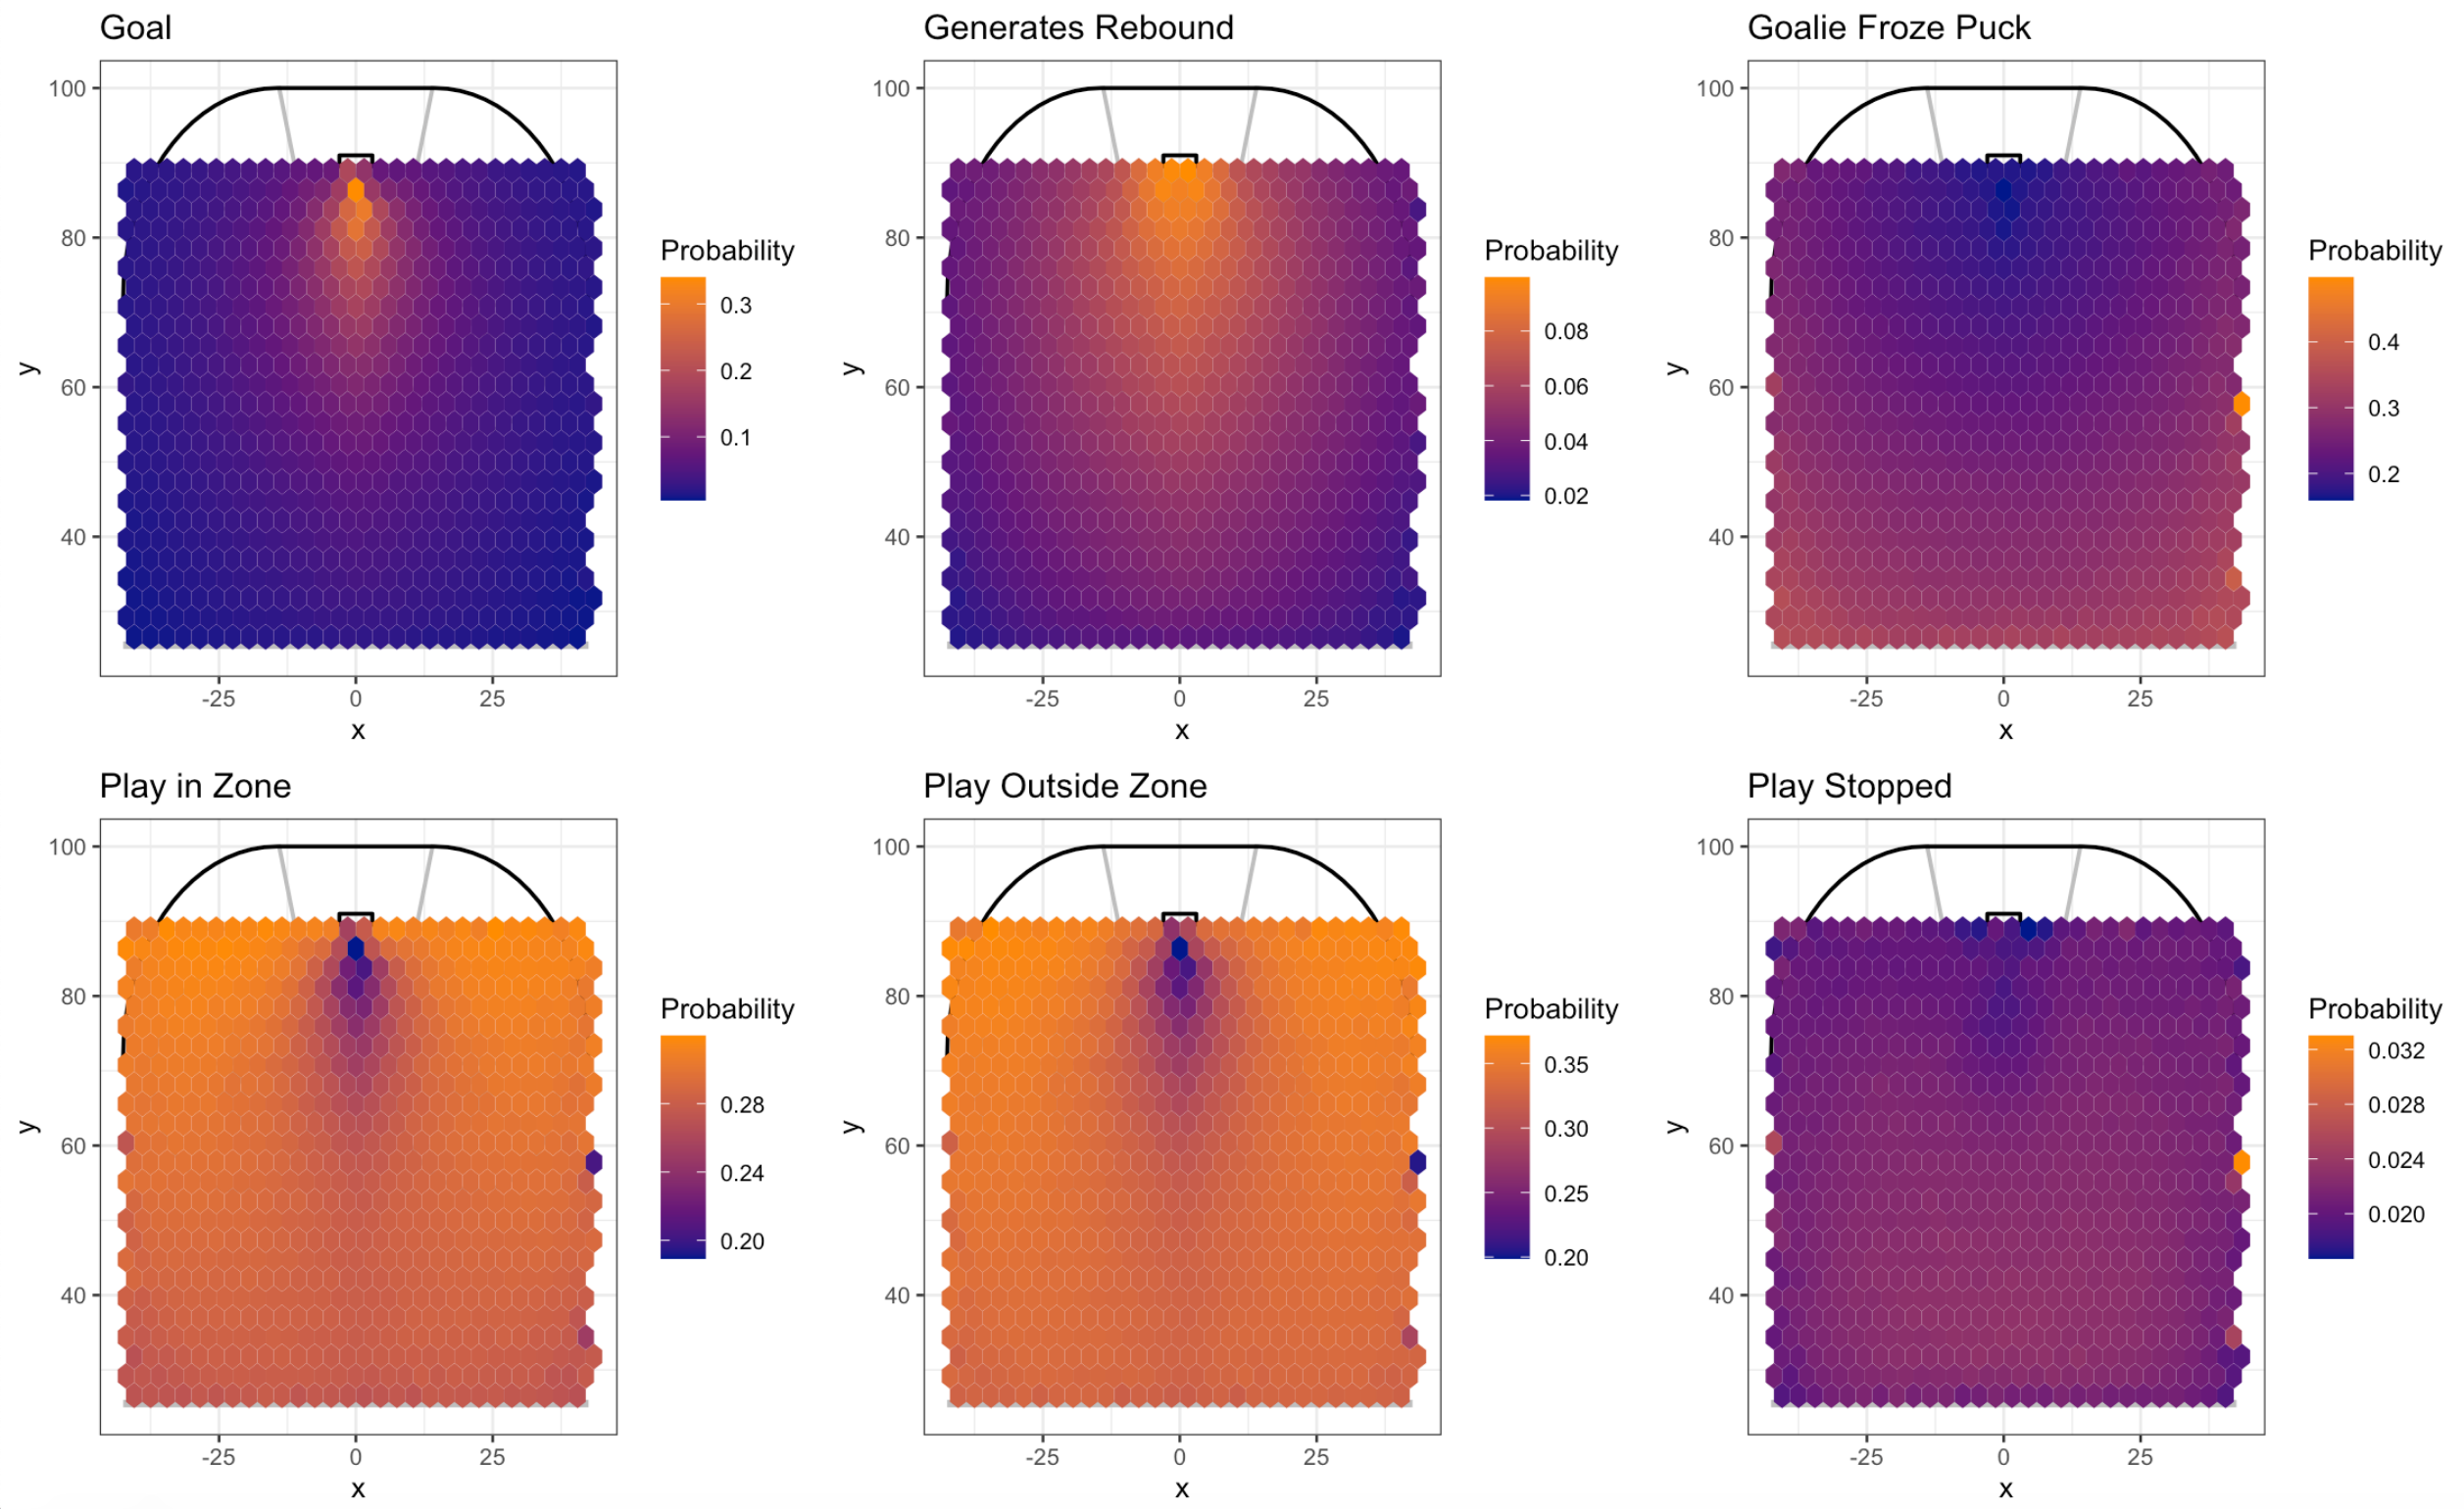 Goal
100
80
60
40
y
-25 0 25
x
Probability
0.3
0.2
0.1
Generates Rebound
100
80
60
40
y
-25 0 25
x
Probability
0.08
0.06
0.04
0.02
Goalie Froze Puck
100
80
60
40
y
-25 0 25
x
Probability
0.4
0.3
0.2
Play in Zone
100
80
60
40
y
-25 0 25
x
Probability
0.28
0.24
0.20
Play Outside Zone
100
80
60
40
y
-25 0 25
x
Probability
0.35
0.30
0.25
0.20
Play Stopped
100
80
60
40
y
-25 0 25
x
Probability
0.032
0.028
0.024
0.020